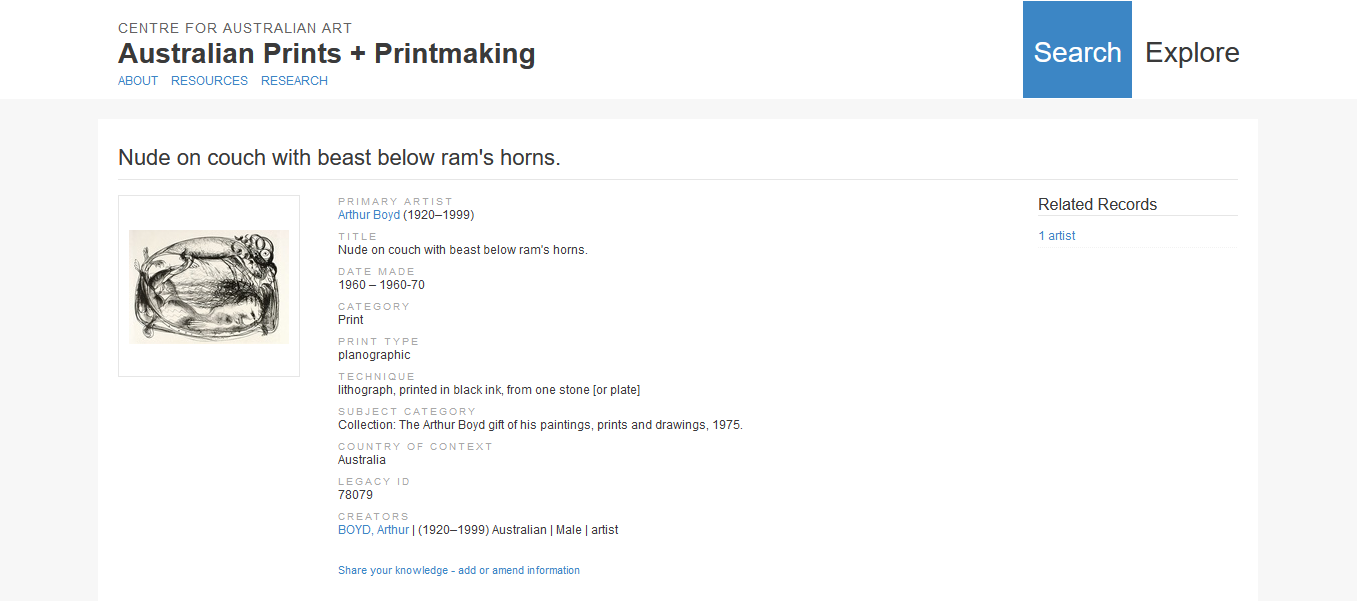 CENTRE FOR AUSTRALIAN ART
Australian Prints + Printmaking
ABOUT RESOURCES RESEARCH
Search Explore
Nude on couch with beast below ram's horns.
PRIMARY ARTIST
Arthur Boyd (1920–1999)
TITLE
Nude on couch with beast below ram's horns.
DATE MADE
1960 – 1960-70
CATEGORY
Print
PRINT TYPE
planographic
TECHNIQUE
lithograph, printed in black ink, from one stone [or plate]
SUBJECT CATEGORY
Collection: The Arthur Boyd gift of his paintings, prints and drawings, 1975.
COUNTRY OF CONTEXT
Australia
LEGACY ID
78079
CREATORS
BOYD, Arthur | (1920–1999) Australian | Male | artist
Share your knowledge - add or amend information
Related Records
1 artist